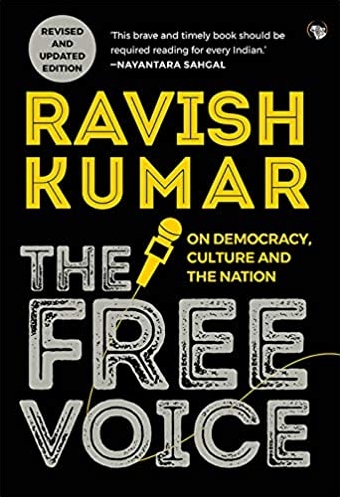 REVISED
AND
UPDATED
EDITION
'This brave and timely book should be
required reading for every Indian.'
—NAYANTARA SAHGAL
RAVISH
KUMAR
THE
ON DEMOCRACY,
CULTURE AND
THE NATION
FREE
VOICE